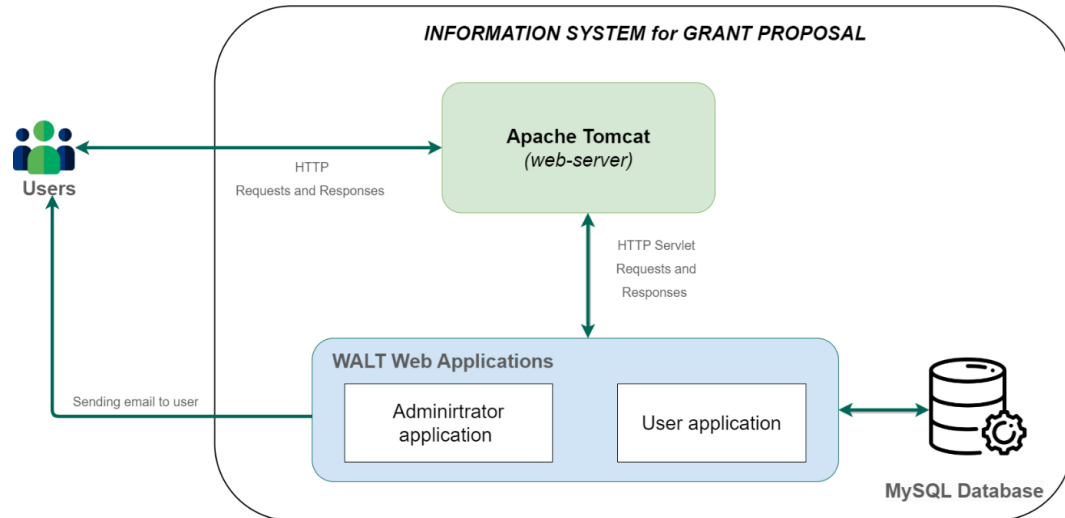 INFORMATION SYSTEM for GRANT PROPOSAL
Apache Tomcat
(web-server)
Users
HTTP
Requests and Responses
HTTP Servlet
Requests and
Responses
WALT Web Applications
Adminirtrator
application
User application
Sending email to user
MySQL Database